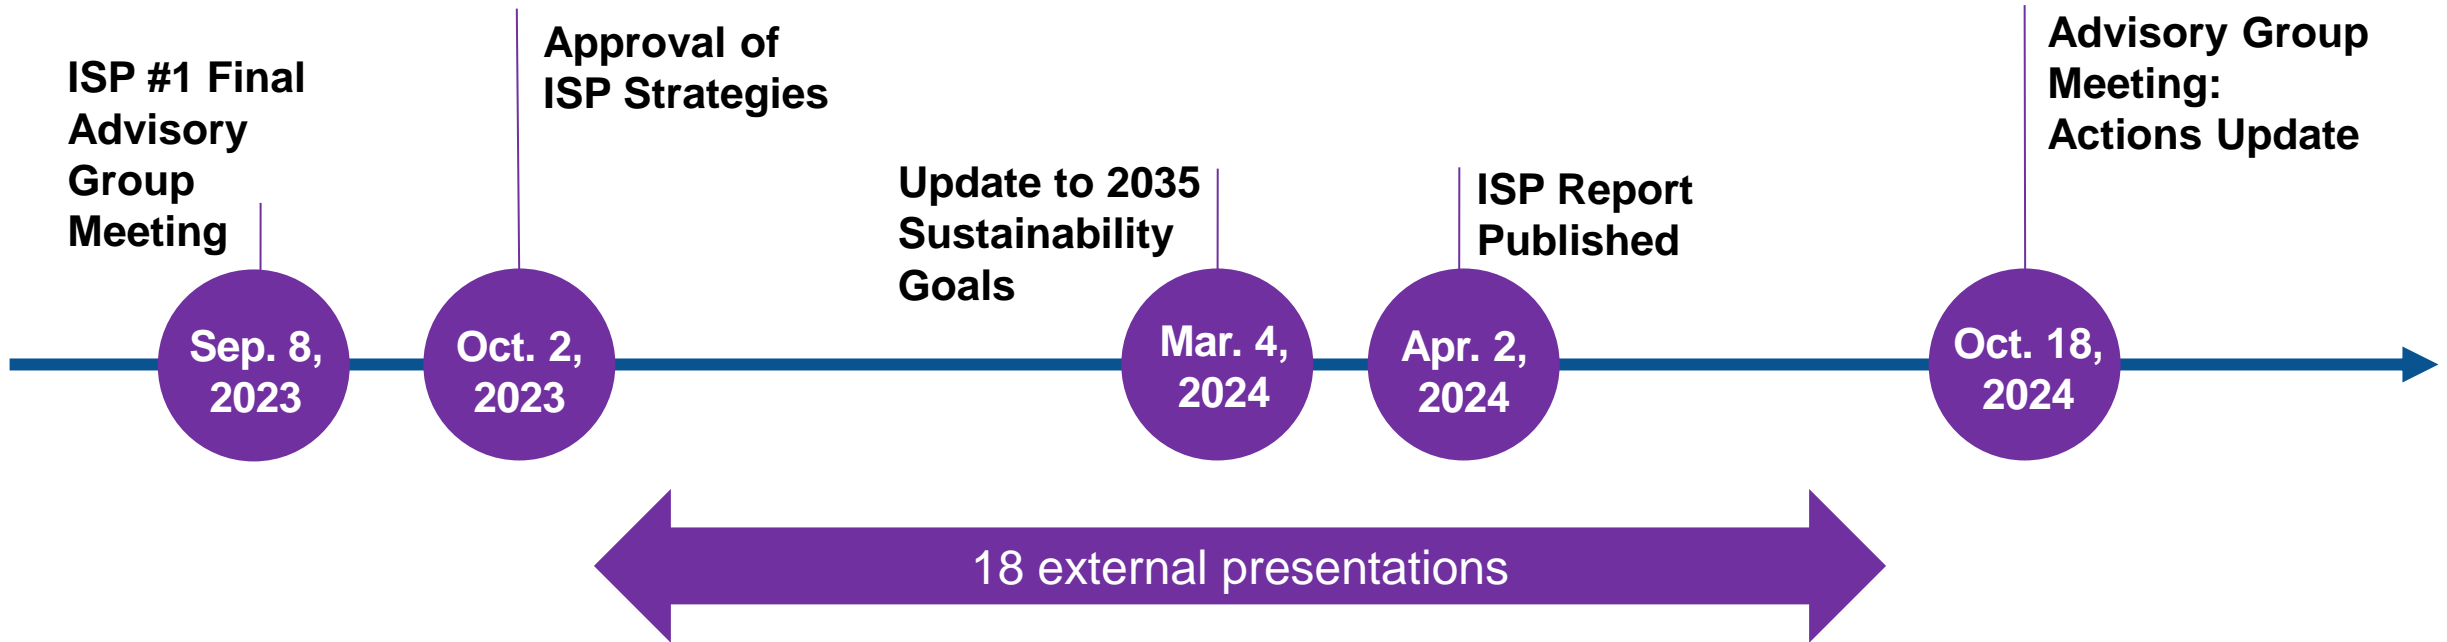 ISP #1 Final
Advisory
Group
Meeting
Approval of
ISP Strategies
Update to 2035
Sustainability
Goals
ISP Report
Published
Advisory Group
Meeting:
Actions Update
Sep. 8,
2023
Oct. 2,
2023
Mar. 4,
2024
Apr. 2,
2024
Oct. 18,
2024
18 external presentations